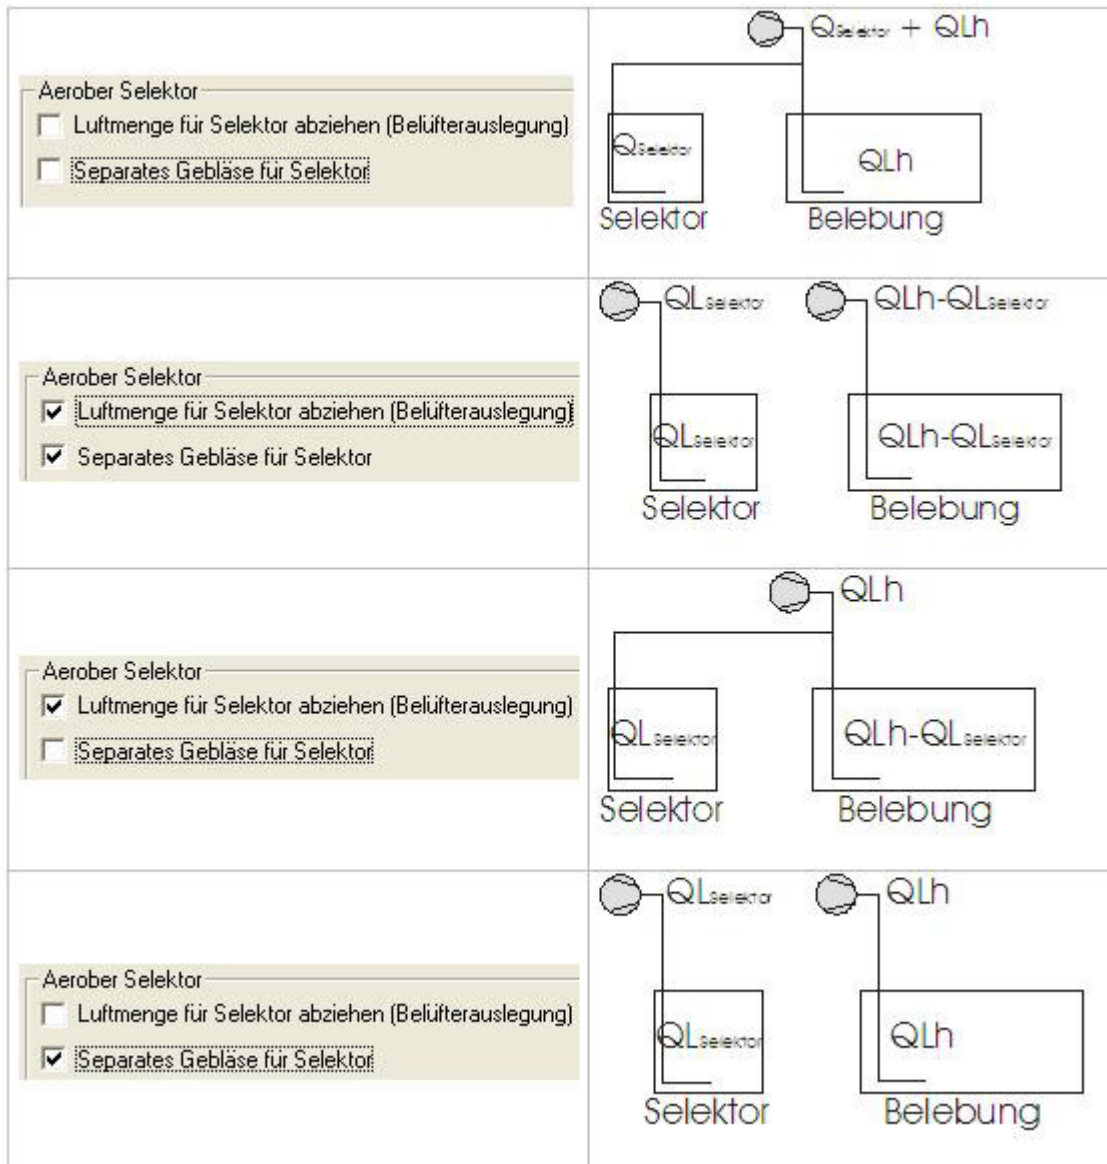 Aerober Selektor
Luftmenge für Selektor abziehen (Belüfterauslegung)
Separates Gebläse für Selektor
QSelektor + QLh
QSelektor
QLh
Selektor
Belebung
Aerober Selektor
Luftmenge für Selektor abziehen (Belüfterauslegung)
Separates Gebläse für Selektor
QLSelektor
QLh-QLSelektor
QLSelektor
QLh-QLSelektor
Selektor
Belebung
Aerober Selektor
Luftmenge für Selektor abziehen (Belüfterauslegung)
Separates Gebläse für Selektor
QLh
QLSelektor
QLh-QLSelektor
Selektor
Belebung
Aerober Selektor
Luftmenge für Selektor abziehen (Belüfterauslegung)
Separates Gebläse für Selektor
QLSelektor
QLh
QLSelektor
QLh
Selektor
Belebung